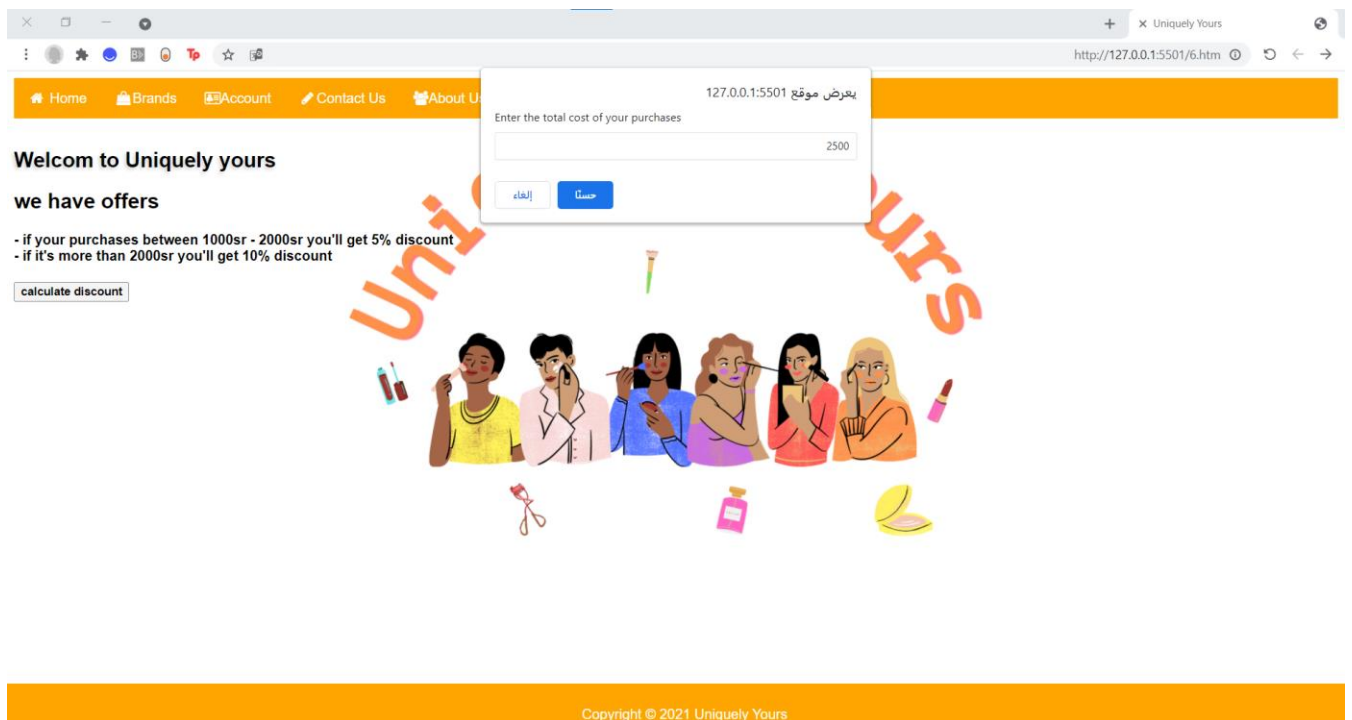 Uniquely Yours
http://127.0.0.1:5501/6.htm
Home Brands Account Contact Us About Us
يعرض موقع 127.0.0.1:5501
Enter the total cost of your purchases
2500
حسنًا
إلغاء
Welcom to Uniquely yours
we have offers
- if your purchases between 1000sr - 2000sr you'll get 5% discount
- if it's more than 2000sr you'll get 10% discount
calculate discount
Copyright © 2021 Uniquely Yours